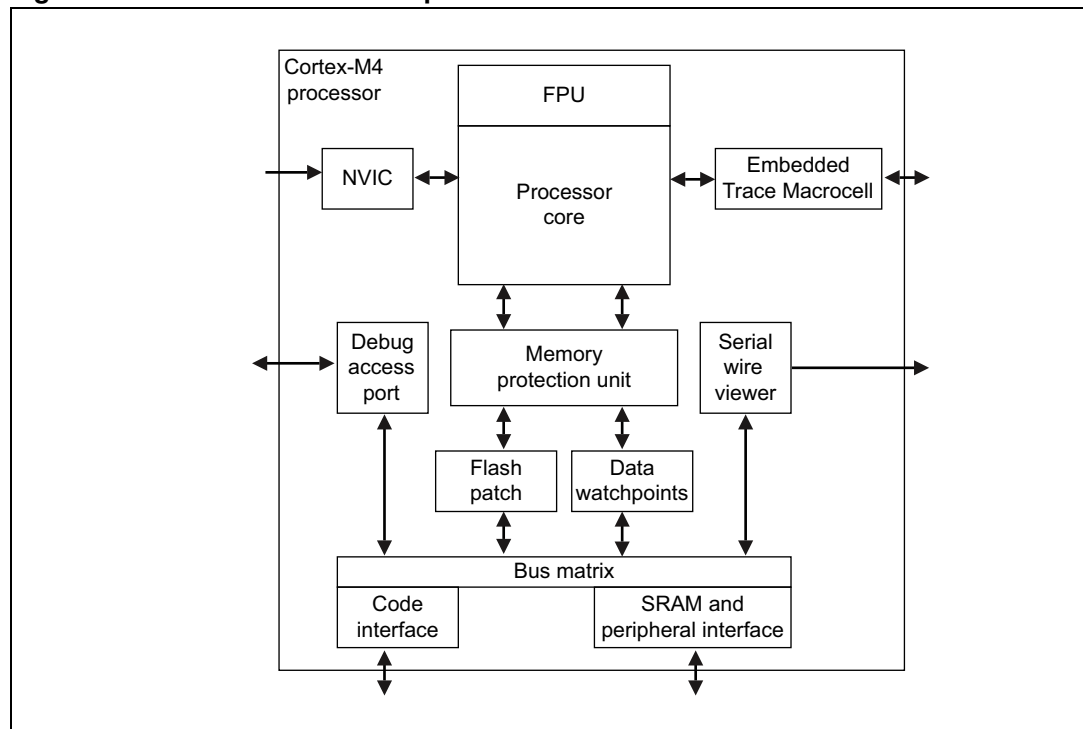 Cortex-M4
processor
FPU
NVIC
Processor
core
Embedded
Trace Macrocell
Debug
access
port
Memory
protection unit
Serial
wire
viewer
Flash
patch
Data
watchpoints
Bus matrix
Code
interface
SRAM and
peripheral interface